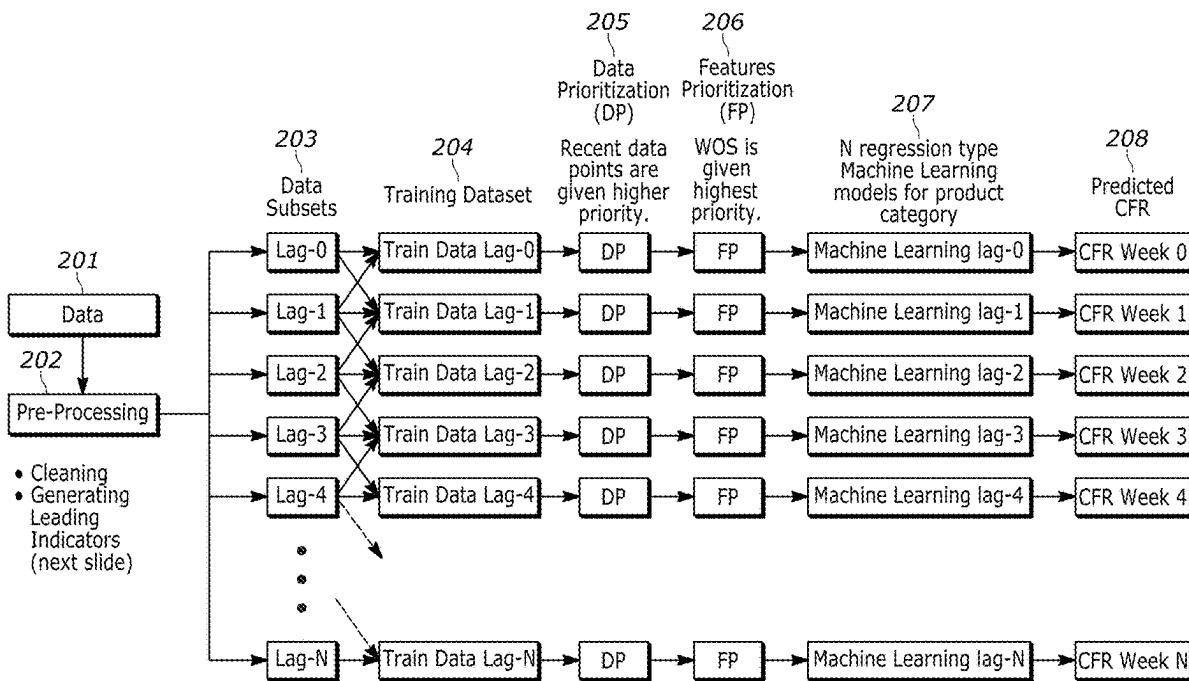 205
206
Data
Prioritization
(DP)
Features
Prioritization
(FP)
203
204
207
208
Data
Subsets
Training Dataset
Recent data
points are
given higher
priority.
WOS is
given
highest
priority.
N regression type
Machine Learning
models for product
category
Predicted
CFR
Lag-0
Train Data Lag-0
DP
FP
Machine Learning lag-0
CFR Week 0
201
Data
Lag-1
Train Data Lag-1
DP
FP
Machine Learning lag-1
CFR Week 1
202
Pre-Processing
Lag-2
Train Data Lag-2
DP
FP
Machine Learning lag-2
CFR Week 2
Lag-3
Train Data Lag-3
DP
FP
Machine Learning lag-3
CFR Week 3
• Cleaning
• Generating
Leading
Indicators
(next slide)
Lag-4
Train Data Lag-4
DP
FP
Machine Learning lag-4
CFR Week 4
Lag-N
Train Data Lag-N
DP
FP
Machine Learning lag-N
CFR Week N